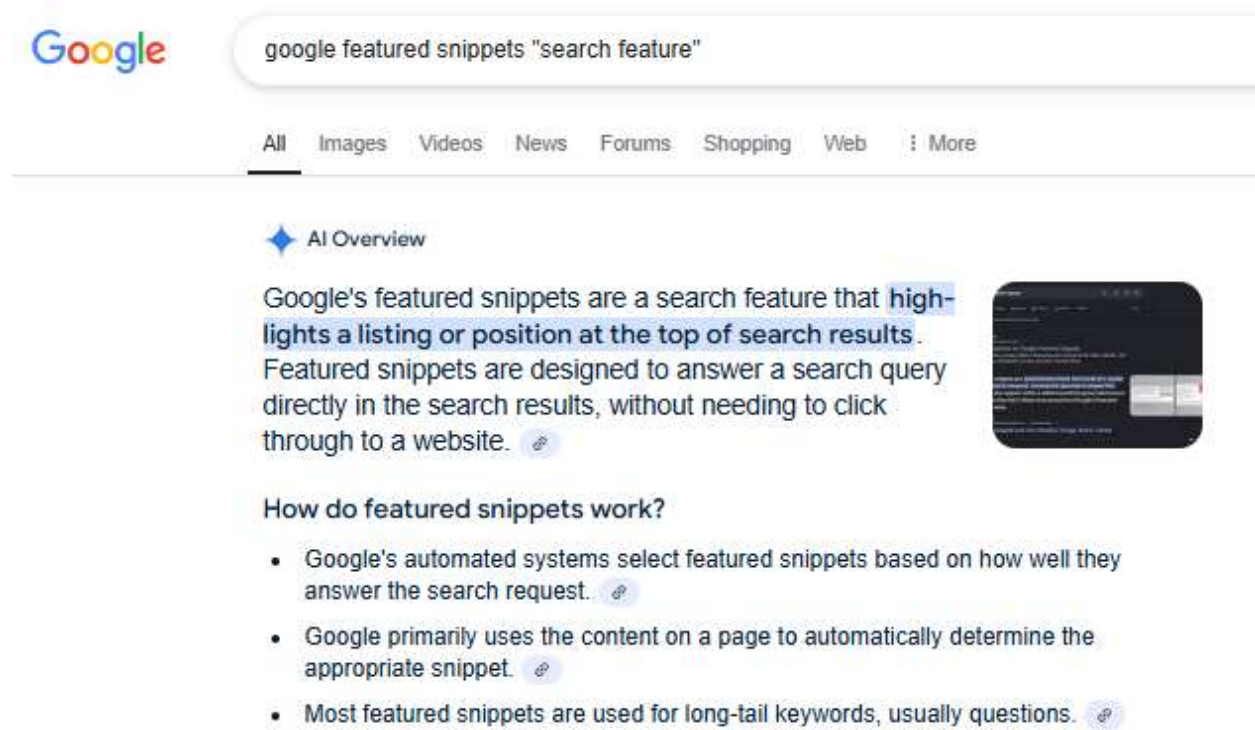 Google
google featured snippets "search feature"
All Images Videos News Forums Shopping Web More
AI Overview
Google's featured snippets are a search feature that high-
lights a listing or position at the top of search results.
Featured snippets are designed to answer a search query
directly in the search results, without needing to click
through to a website.
How do featured snippets work?
• Google's automated systems select featured snippets based on how well they
answer the search request.
• Google primarily uses the content on a page to automatically determine the
appropriate snippet.
• Most featured snippets are used for long-tail keywords, usually questions.